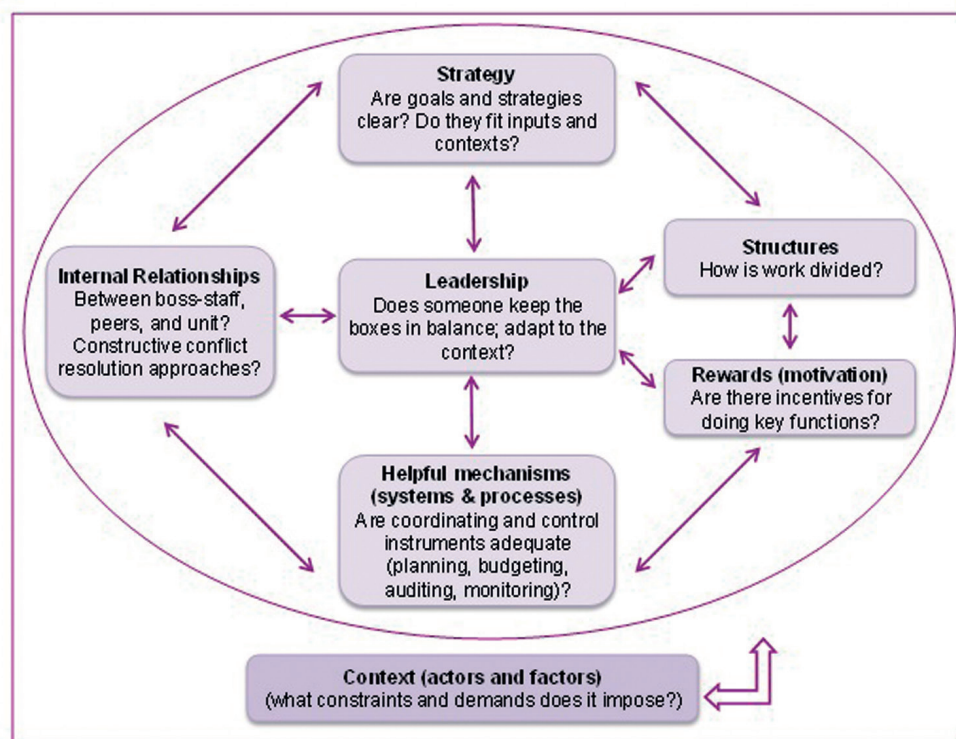 Strategy
Are goals and strategies
clear? Do they fit inputs and
contexts?
Internal Relationships
Between boss-staff,
peers, and unit?
Constructive conflict
resolution approaches?
Leadership
Does someone keep the
boxes in balance; adapt to the
context?
Structures
How is work divided?
Rewards (motivation)
Are there incentives for
doing key functions?
Helpful mechanisms
(systems & processes)
Are coordinating and control
instruments adequate
(planning, budgeting,
auditing, monitoring)?
Context (actors and factors)
(what constraints and demands does it impose?)